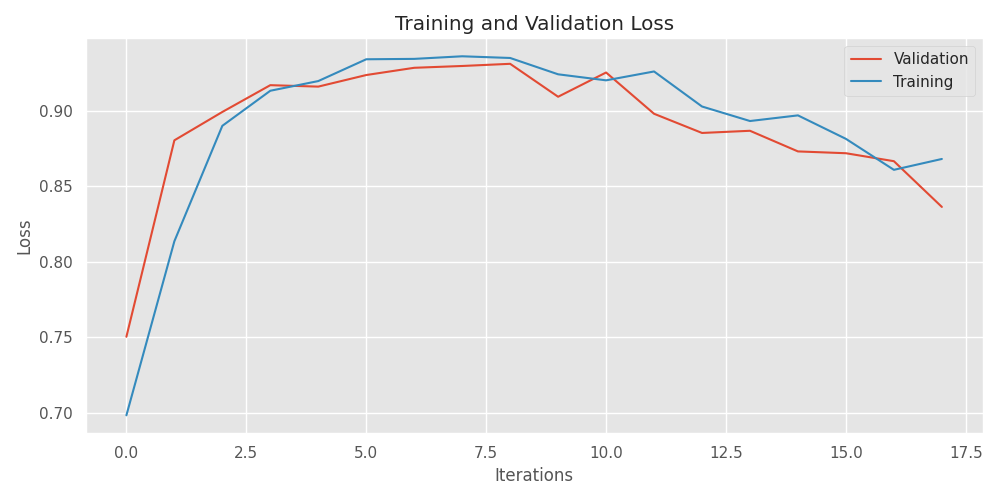 Training and Validation Loss
Validation
Training
0.90
0.85
0.80
0.75
0.70
Loss
0.0 2.5 5.0 7.5 10.0 12.5 15.0 17.5
Iterations